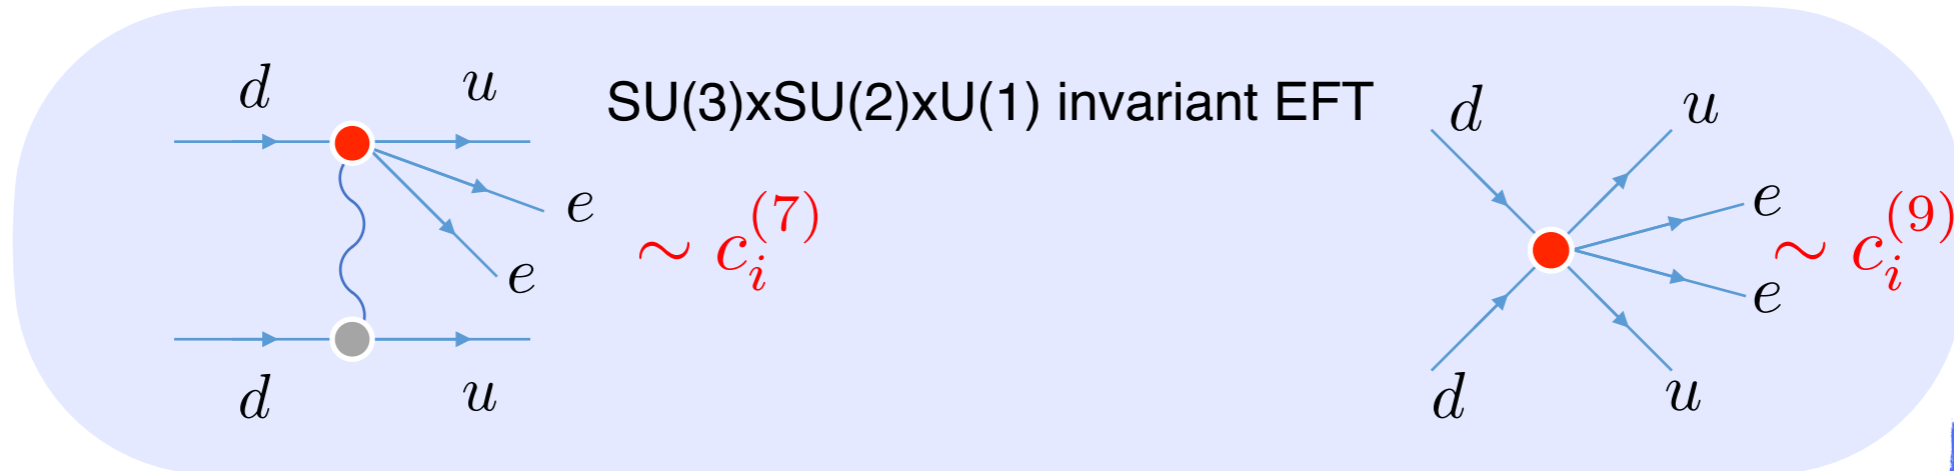 d u
SU(3)xSU(2)xU(1) invariant EFT
e
e
∼ c_i^{(7)}
d u
d u
e
e
∼ c_i^{(9)}
d u